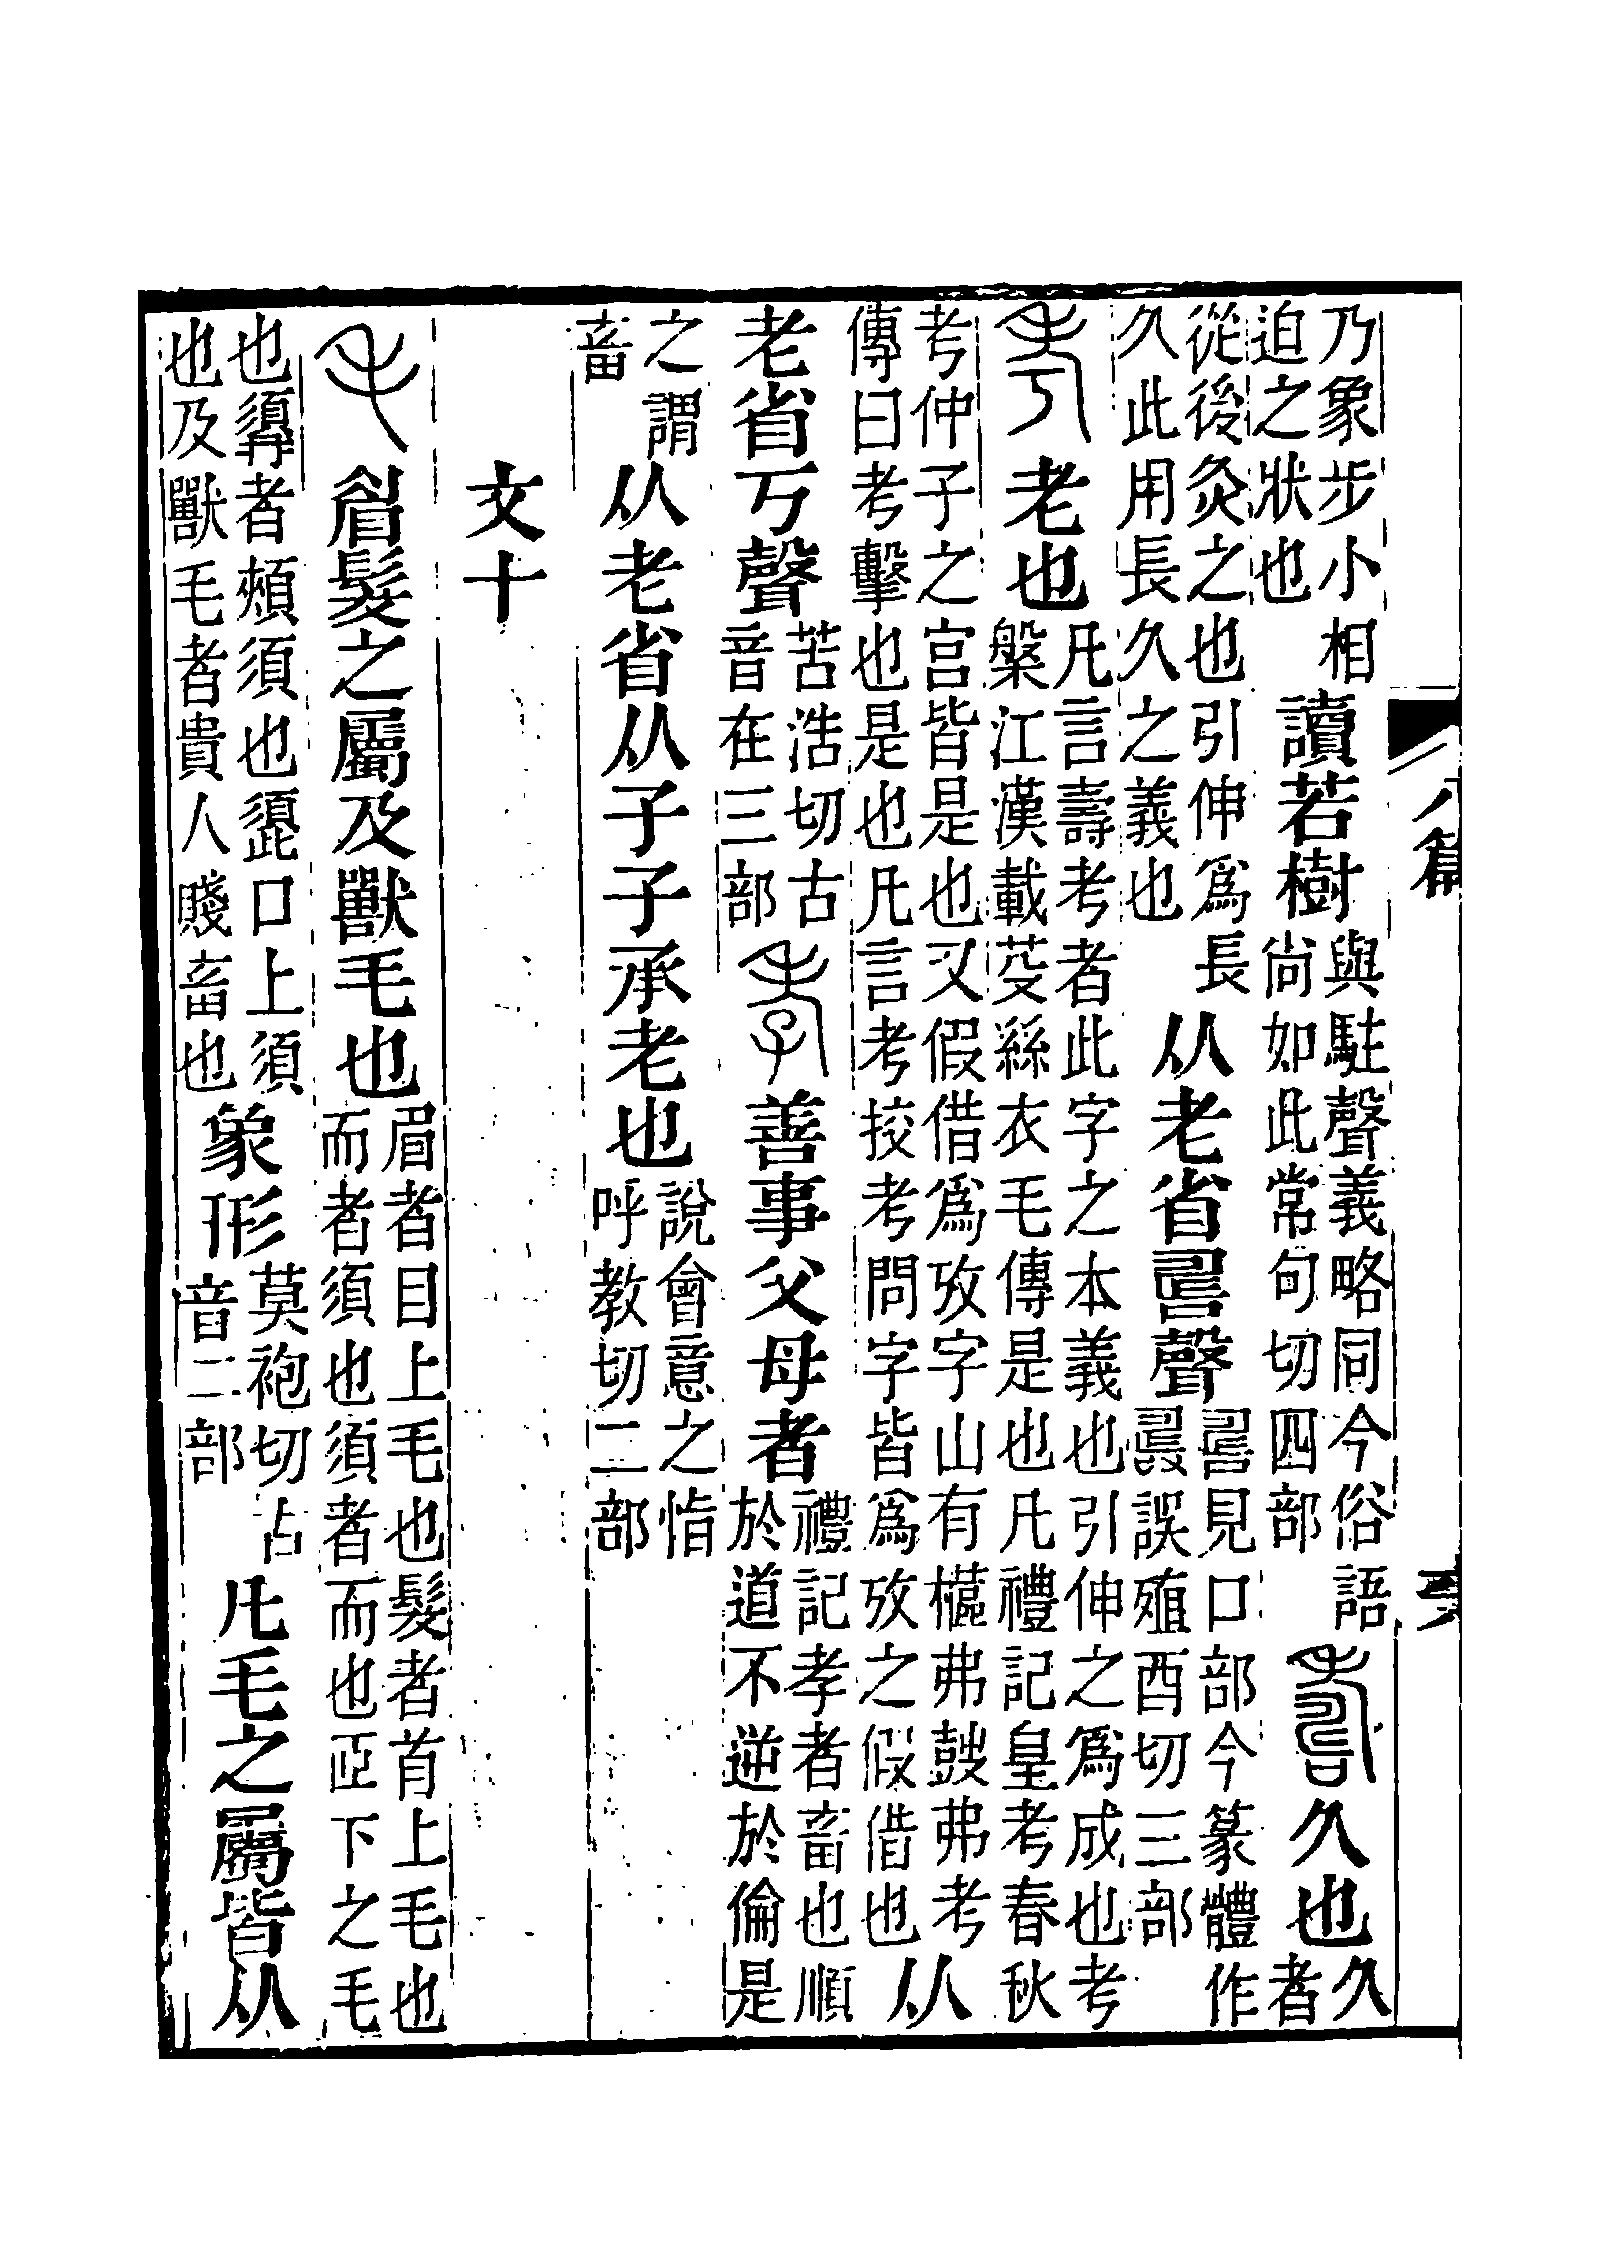 八篇
乃象步小相
迫之狀也
讀若樹
與駐聲義略同今俗語
尚如此常句切四部
壽久也
久
者
從後灸之也引伸爲長
久此用長久之義也
从老省𠷎聲
𠷎見口部今篆體作
𠭵誤殖酉切三部
考老也
凡言壽考者此字之本義也引伸之爲成也考
槃江漢載芟絲衣毛傳是也凡禮記皇考春秋
考仲子之宮皆是也又假借爲攷字山有樞弗鼓弗考
傳曰考擊也是也凡言考挍考問字皆爲攷之假借也
从
老省丂聲
苦浩切古
音在三部
孝善事父母者
禮記孝者畜也順
於道不逆於倫是
之謂
畜
从老省从子子承老也
說會意之恉
呼教切二部
文十
毛眉髮之屬及獸毛也
眉者目上毛也髮者首上毛也
而者須也須者而也臣下之毛
也䫇者頰須也頿口上須
也及獸毛者貴人賤畜也
象形
莫袍切古
音二部
凡毛之屬皆从